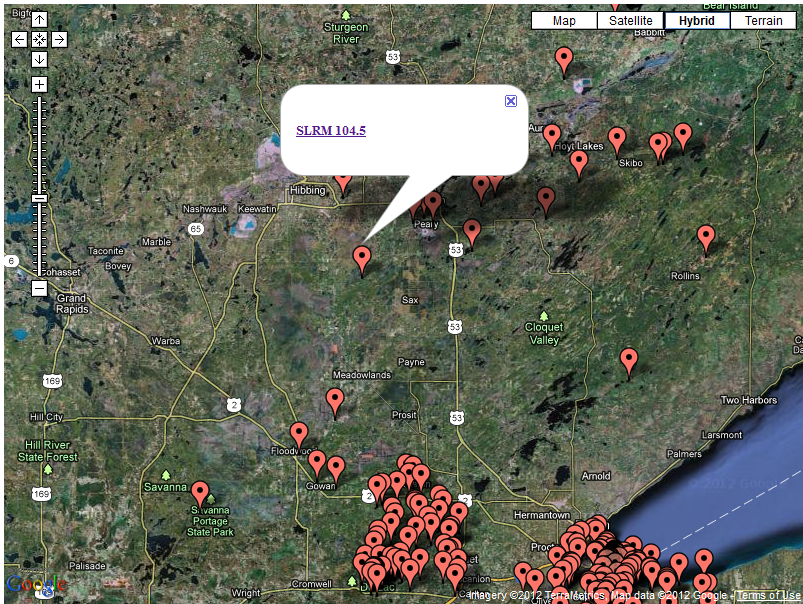 Bigf
Sturgeon
River
Bear Island
Map
Satellite
Hybrid
Terrain
Babbitt
53
SLRM 104.5
Aur
Hoyt Lakes
Skibo
Hibbing
Nashwauk
Keewatin
65
Peary
Marble
Taconite
Bovey
53
6
Cohasset
Rollins
Grand
Rapids
Sax
53
Cloquet
Valley
Warba
Payne
Meadowlands
169
2
Two Harbors
Hill City
Prosit
53
Larsmont
Hill River
State Forest
Floodwood
Palmers
Arnold
Savanna
Gowan
169
2
2
Savanna
Portage
State Park
Hermantown
Proct
Palisade
Cromwell
Google
Wright
Imagery ©2012 TerraMetrics, Map data ©2012 Google - Terms of Use